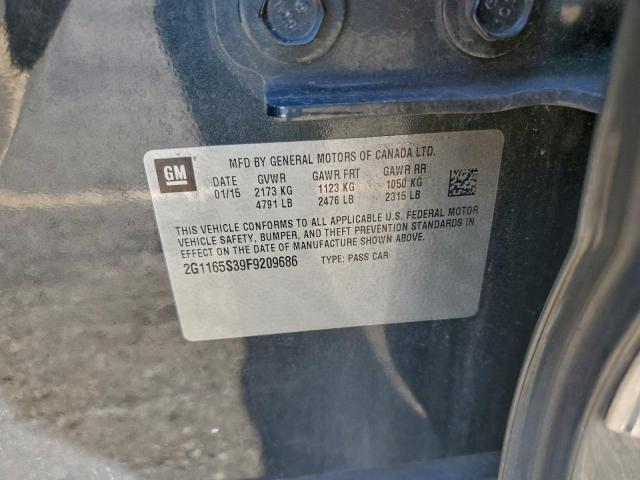 GM
MFD BY GENERAL MOTORS OF CANADA LTD.
DATE GVWR GAWR FRT GAWR RR
01/15 2173 KG 1123 KG 1050 KG
4791 LB 2476 LB 2315 LB
THIS VEHICLE CONFORMS TO ALL APPLICABLE U.S. FEDERAL MOTOR
VEHICLE SAFETY, BUMPER, AND THEFT PREVENTION STANDARDS IN
EFFECT ON THE DATE OF MANUFACTURE SHOWN ABOVE.
2G1165S39F9209686 TYPE: PASS CAR